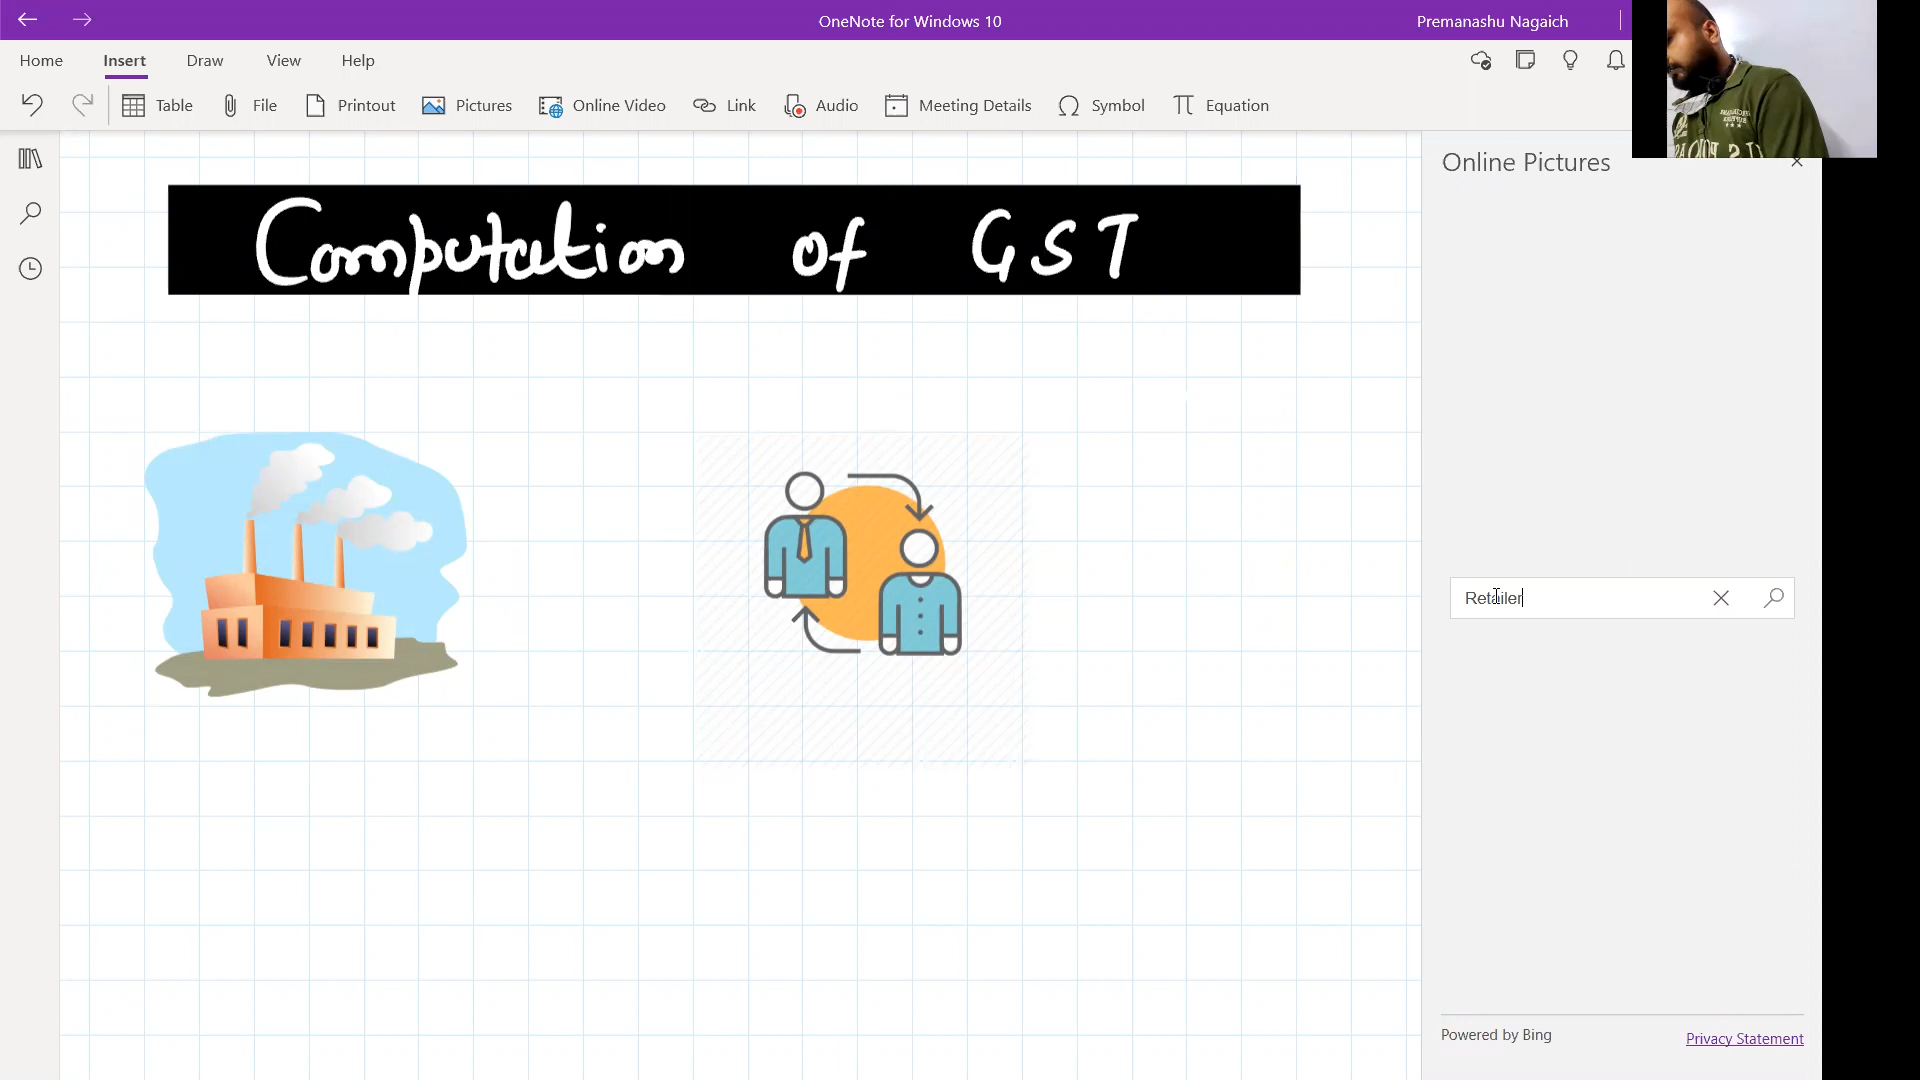 OneNote for Windows 10
Premanashu Nagaich
Home Insert Draw View Help
Table File Printout Pictures Online Video Link Audio Meeting Details Symbol Equation
Online Pictures
Computation of GST
Retailer
Powered by Bing
Privacy Statement